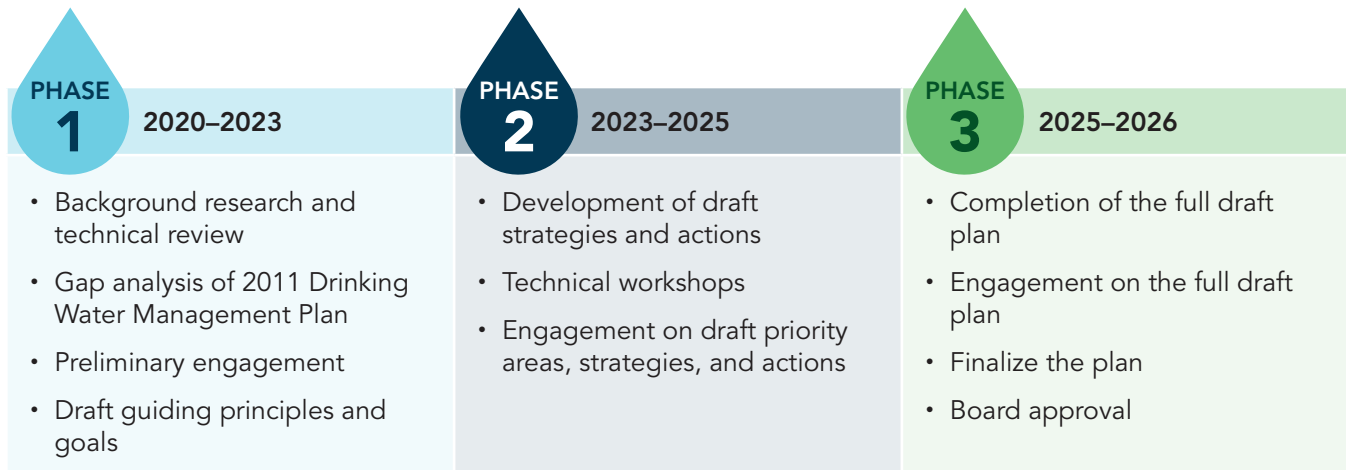 PHASE
1
2020–2023
• Background research and
technical review
• Gap analysis of 2011 Drinking
Water Management Plan
• Preliminary engagement
• Draft guiding principles and
goals
PHASE
2
2023–2025
• Development of draft
strategies and actions
• Technical workshops
• Engagement on draft priority
areas, strategies, and actions
PHASE
3
2025–2026
• Completion of the full draft
plan
• Engagement on the full draft
plan
• Finalize the plan
• Board approval